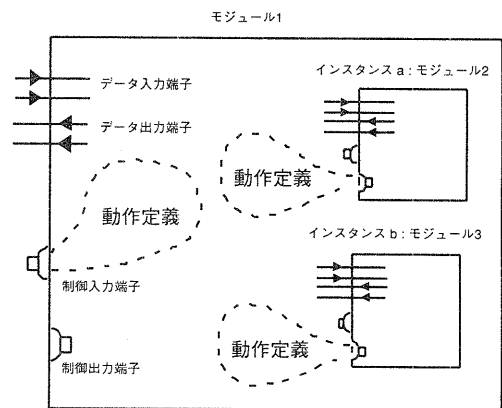 モジュール1
データ入力端子
データ出力端子
動作定義
制御入力端子
制御出力端子
インスタンスa:モジュール2
動作定義
インスタンスb:モジュール3
動作定義